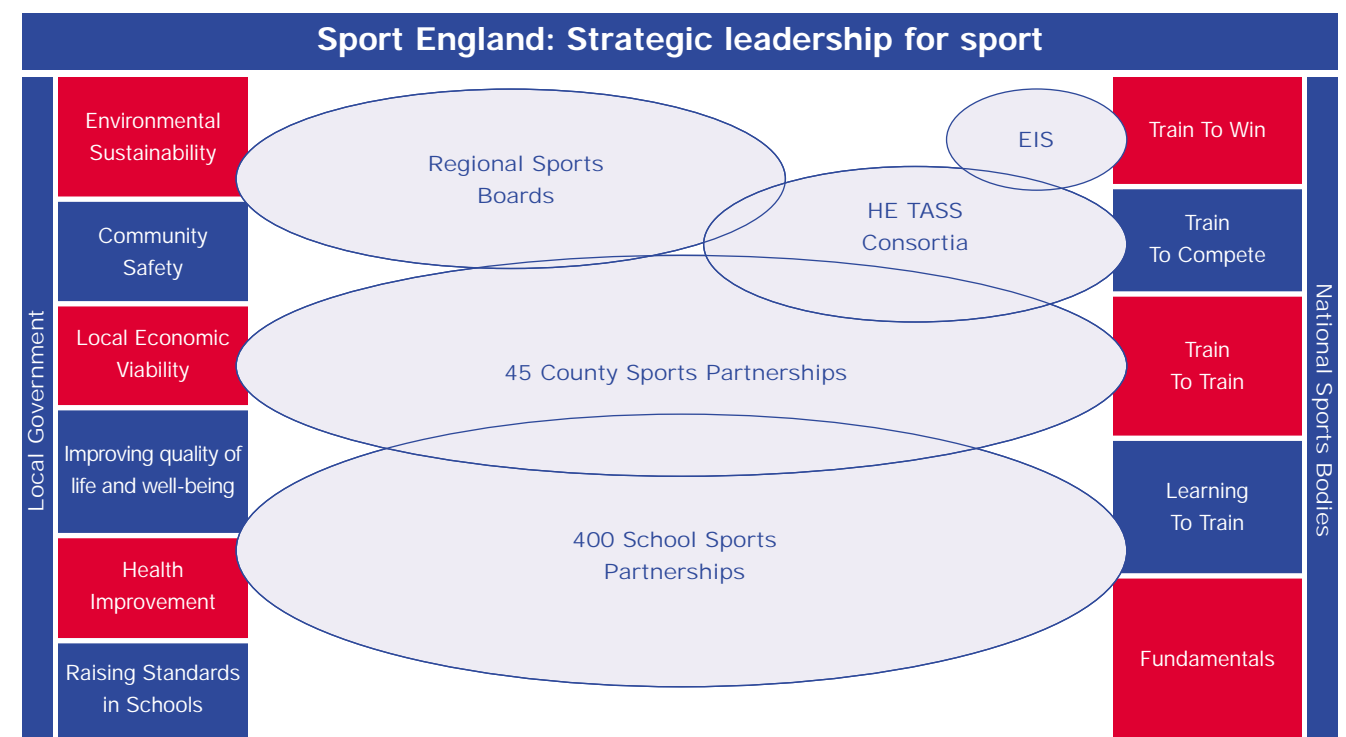 Sport England: Strategic leadership for sport
Local Government
Environmental
Sustainability
Community
Safety
Local Economic
Viability
Improving quality of
life and well-being
Health
Improvement
Raising Standards
in Schools
Regional Sports
Boards
EIS
HE TASS
Consortia
45 County Sports Partnerships
400 School Sports
Partnerships
Train To Win
Train
To Compete
Train
To Train
Learning
To Train
Fundamentals
National Sports Bodies